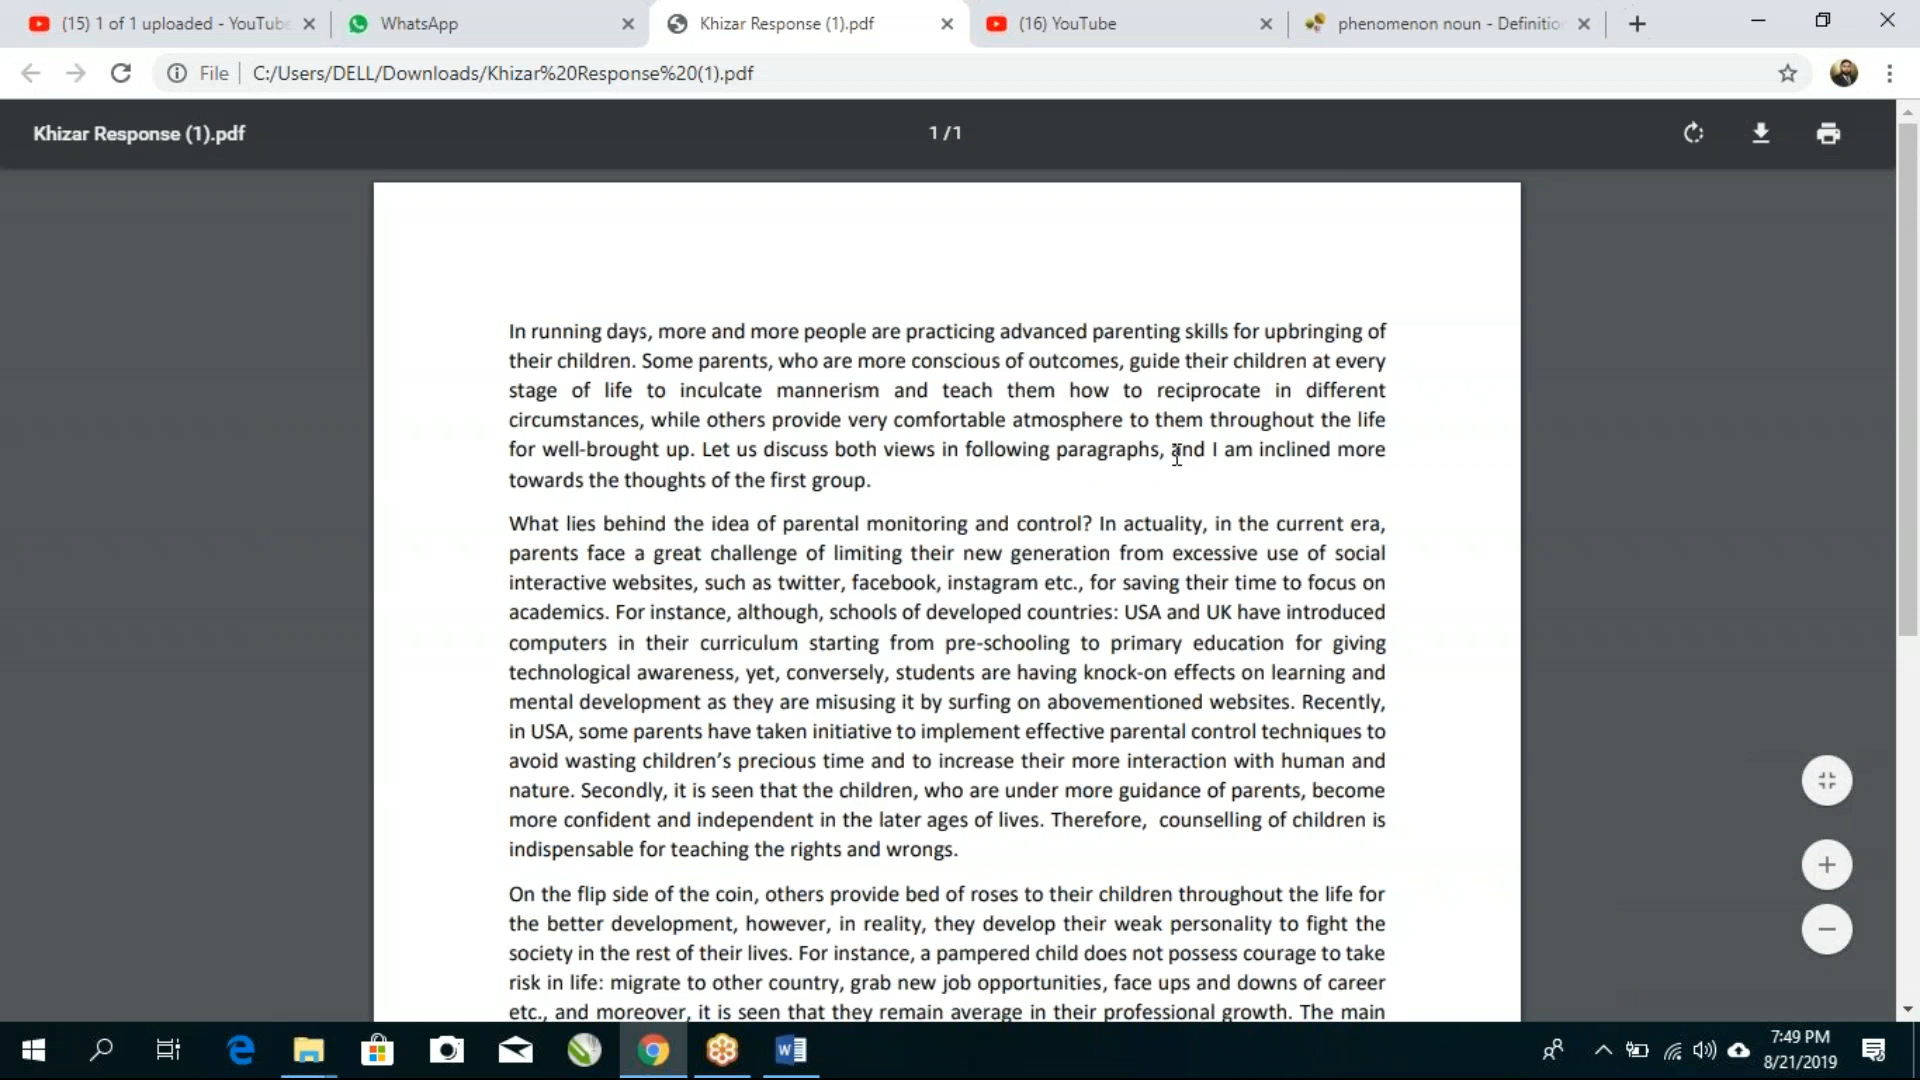 (15) 1 of 1 uploaded - YouTube
WhatsApp
Khizar Response (1).pdf
(16) YouTube
phenomenon noun - Definition
File
C:/Users/DELL/Downloads/Khizar%20Response%20(1).pdf
Khizar Response (1).pdf
1 / 1
In running days, more and more people are practicing advanced parenting skills for upbringing of
their children. Some parents, who are more conscious of outcomes, guide their children at every
stage of life to inculcate mannerism and teach them how to reciprocate in different
circumstances, while others provide very comfortable atmosphere to them throughout the life
for well-brought up. Let us discuss both views in following paragraphs, and I am inclined more
towards the thoughts of the first group.
What lies behind the idea of parental monitoring and control? In actuality, in the current era,
parents face a great challenge of limiting their new generation from excessive use of social
interactive websites, such as twitter, facebook, instagram etc., for saving their time to focus on
academics. For instance, although, schools of developed countries: USA and UK have introduced
computers in their curriculum starting from pre-schooling to primary education for giving
technological awareness, yet, conversely, students are having knock-on effects on learning and
mental development as they are misusing it by surfing on abovementioned websites. Recently,
in USA, some parents have taken initiative to implement effective parental control techniques to
avoid wasting children’s precious time and to increase their more interaction with human and
nature. Secondly, it is seen that the children, who are under more guidance of parents, become
more confident and independent in the later ages of lives. Therefore, counselling of children is
indispensable for teaching the rights and wrongs.
On the flip side of the coin, others provide bed of roses to their children throughout the life for
the better development, however, in reality, they develop their weak personality to fight the
society in the rest of their lives. For instance, a pampered child does not possess courage to take
risk in life: migrate to other country, grab new job opportunities, face ups and downs of career
etc., and moreover, it is seen that they remain average in their professional growth. The main
7:49 PM
8/21/2019